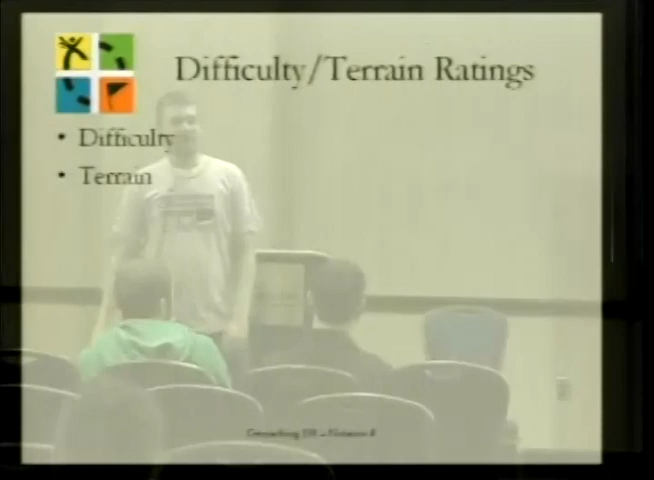 Difficulty/Terrain Ratings
• Difficulty
• Terrain